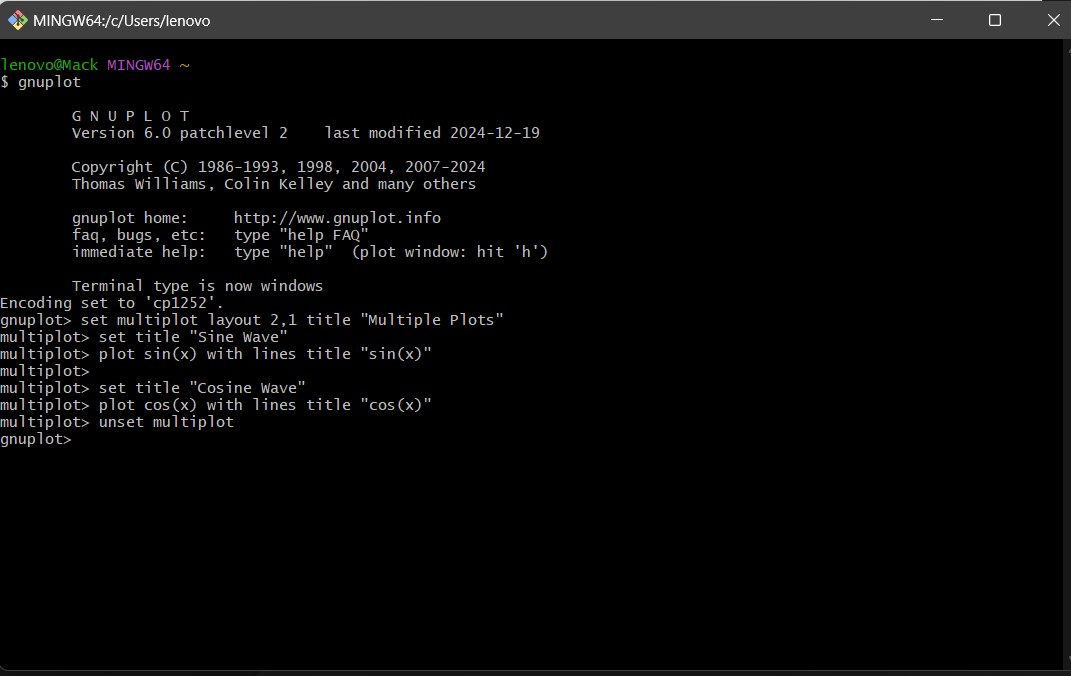 MINGW64:/c/Users/lenovo
lenovo@Mack MINGW64 ~
$ gnuplot
G N U P L O T
Version 6.0 patchlevel 2    last modified 2024-12-19
Copyright (C) 1986-1993, 1998, 2004, 2007-2024
Thomas Williams, Colin Kelley and many others
gnuplot home:     http://www.gnuplot.info
faq, bugs, etc:   type "help FAQ"
immediate help:   type "help"  (plot window: hit 'h')
Terminal type is now windows
Encoding set to 'cp1252'.
gnuplot> set multiplot layout 2,1 title "Multiple Plots"
multiplot> set title "Sine Wave"
multiplot> plot sin(x) with lines title "sin(x)"
multiplot>
multiplot> set title "Cosine Wave"
multiplot> plot cos(x) with lines title "cos(x)"
multiplot> unset multiplot
gnuplot>